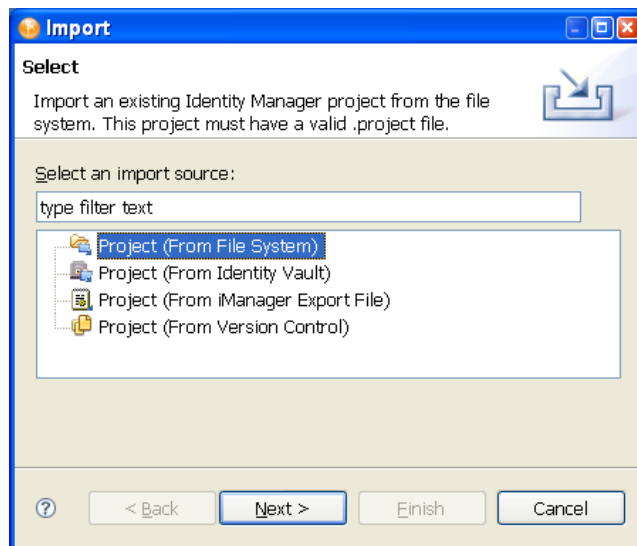 Import
Select
Import an existing Identity Manager project from the file
system. This project must have a valid .project file.
Select an import source:
type filter text
Project (From File System)
Project (From Identity Vault)
Project (From iManager Export File)
Project (From Version Control)
? < Back Next > Finish Cancel